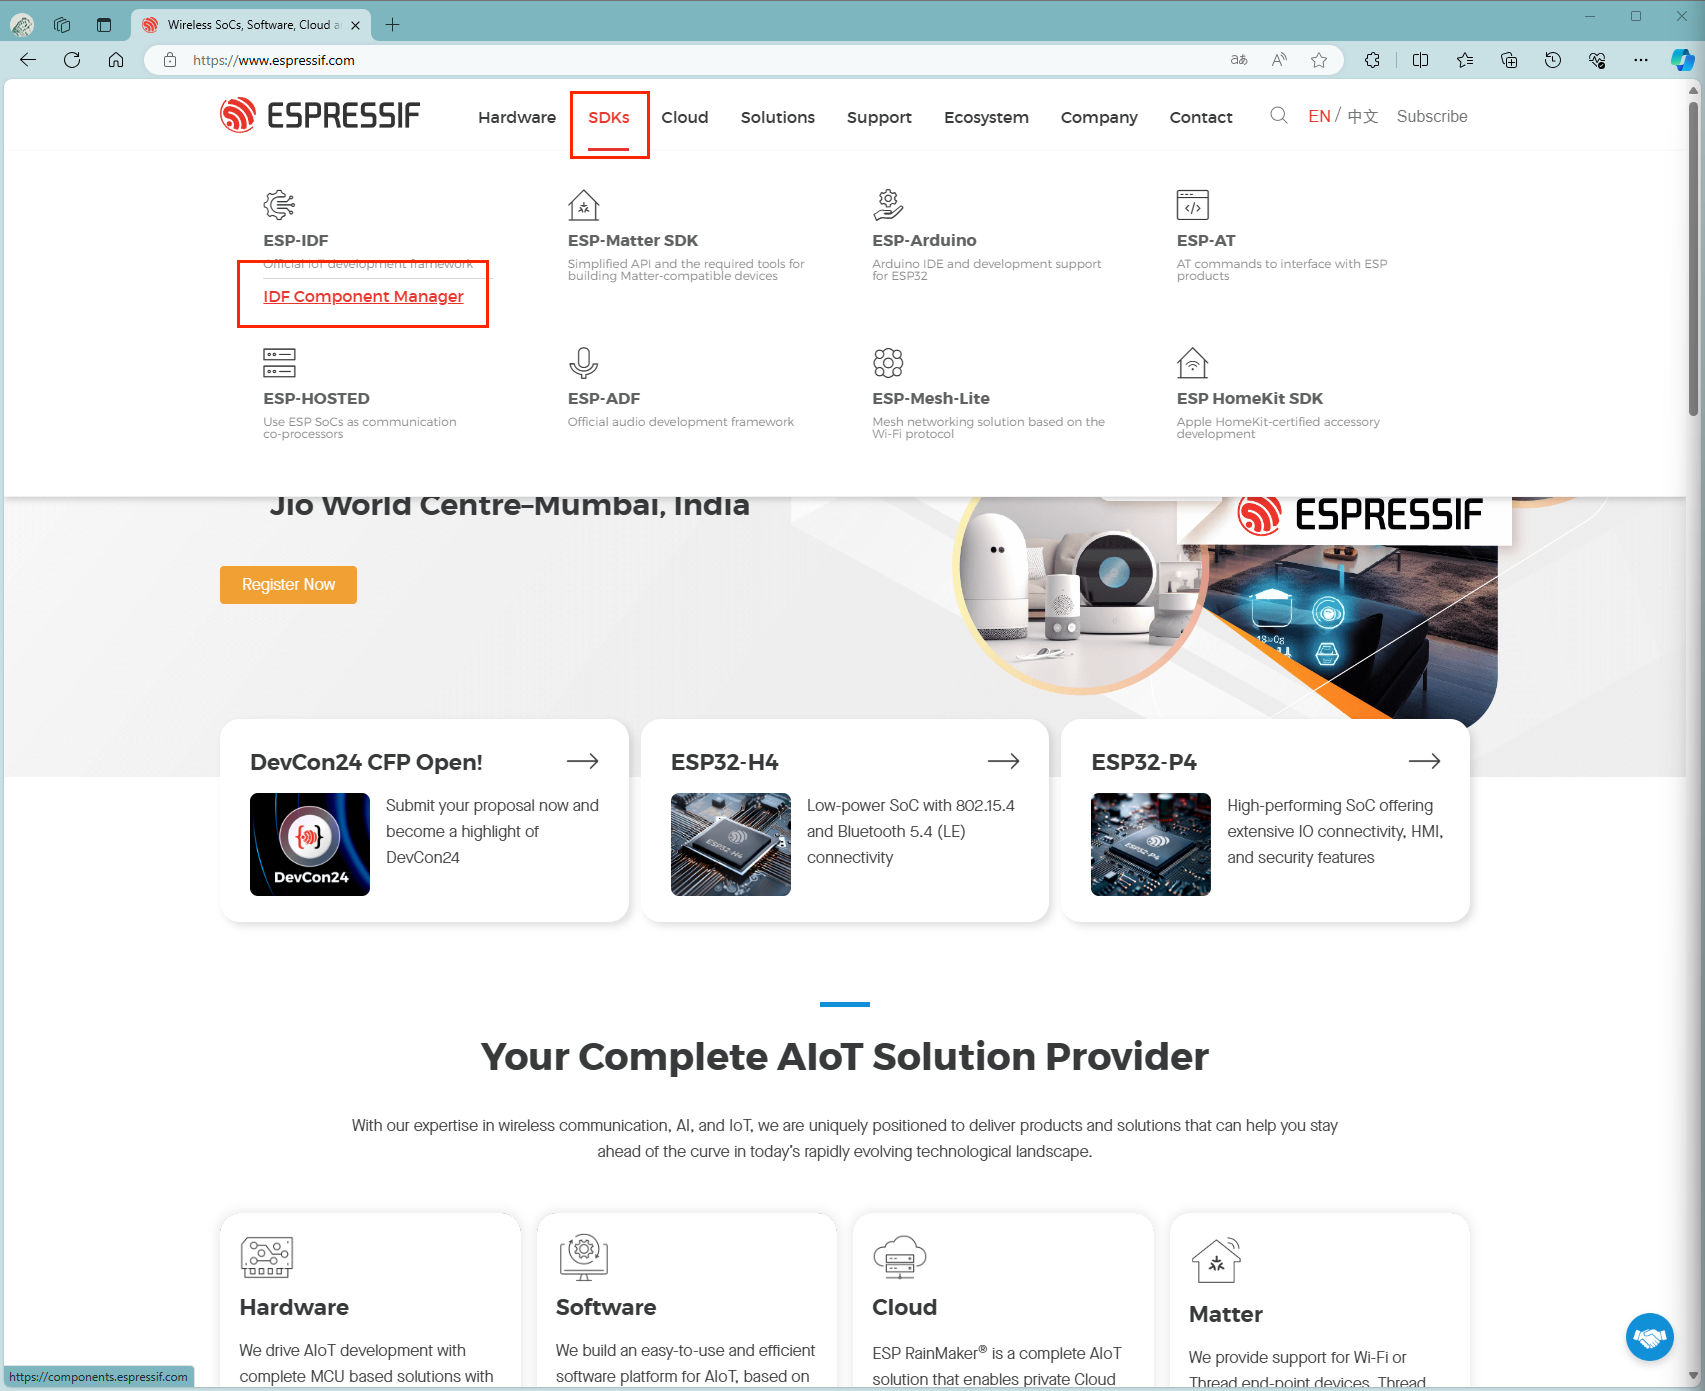 Wireless SoCs, Software, Cloud a
https://www.espressif.com
ESPRESSIF
Hardware SDKs Cloud Solutions Support Ecosystem Company Contact EN / 中文 Subscribe
ESP-IDF
Official IoT development framework
IDF Component Manager
ESP-Matter SDK
Simplified API and the required tools for
building Matter-compatible devices
ESP-Arduino
Arduino IDE and development support
for ESP32
ESP-AT
AT commands to interface with ESP
products
ESP-HOSTED
Use ESP SoCs as communication
co-processors
ESP-ADF
Official audio development framework
ESP-Mesh-Lite
Mesh networking solution based on the
Wi-Fi protocol
ESP HomeKit SDK
Apple HomeKit-certified accessory
development
Jio World Centre–Mumbai, India
ESPRESSIF
Register Now
DevCon24 CFP Open!
DevCon24
Submit your proposal now and
become a highlight of
DevCon24
ESP32-H4
ESP32-H4
Low-power SoC with 802.15.4
and Bluetooth 5.4 (LE)
connectivity
ESP32-P4
ESP32-P4
High-performing SoC offering
extensive IO connectivity, HMI,
and security features
Your Complete AIoT Solution Provider
With our expertise in wireless communication, AI, and IoT, we are uniquely positioned to deliver products and solutions that can help you stay
ahead of the curve in today’s rapidly evolving technological landscape.
Hardware
We drive AIoT development with
complete MCU based solutions with
Software
We build an easy-to-use and efficient
software platform for AIoT, based on
Cloud
ESP RainMaker® is a complete AIoT
solution that enables private Cloud
Matter
We provide support for Wi-Fi or
Thread end-point devices, Thread
https://components.espressif.com